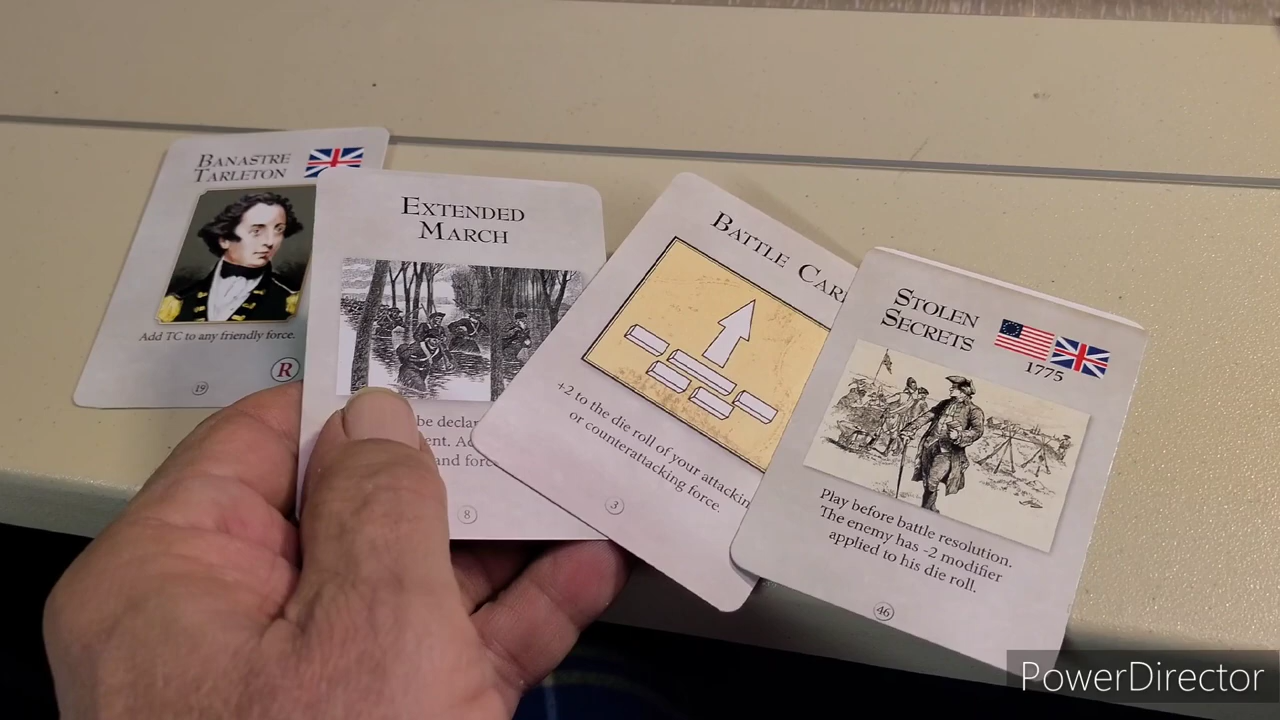 BANASTRE
TARLETON
Add TC to any friendly force.
R
19
EXTENDED
MARCH
be
and
8
BATTLE
+2 to the die roll of your
or counterattacking force.
3
STOLEN
SECRETS
1775
Play before battle resolution.
The enemy has -2 modifier
applied to his die roll.
46
PowerDirector